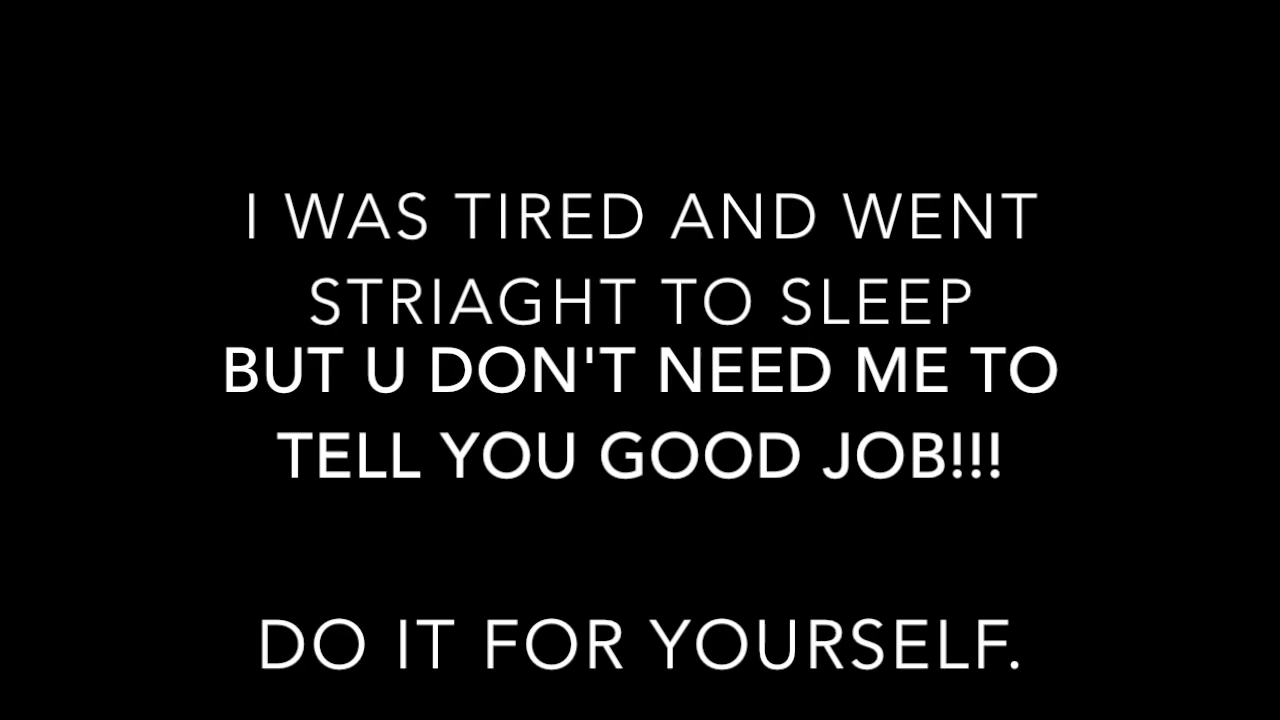 I WAS TIRED AND WENT
STRIAGHT TO SLEEP
BUT U DON'T NEED ME TO
TELL YOU GOOD JOB!!!
DO IT FOR YOURSELF.